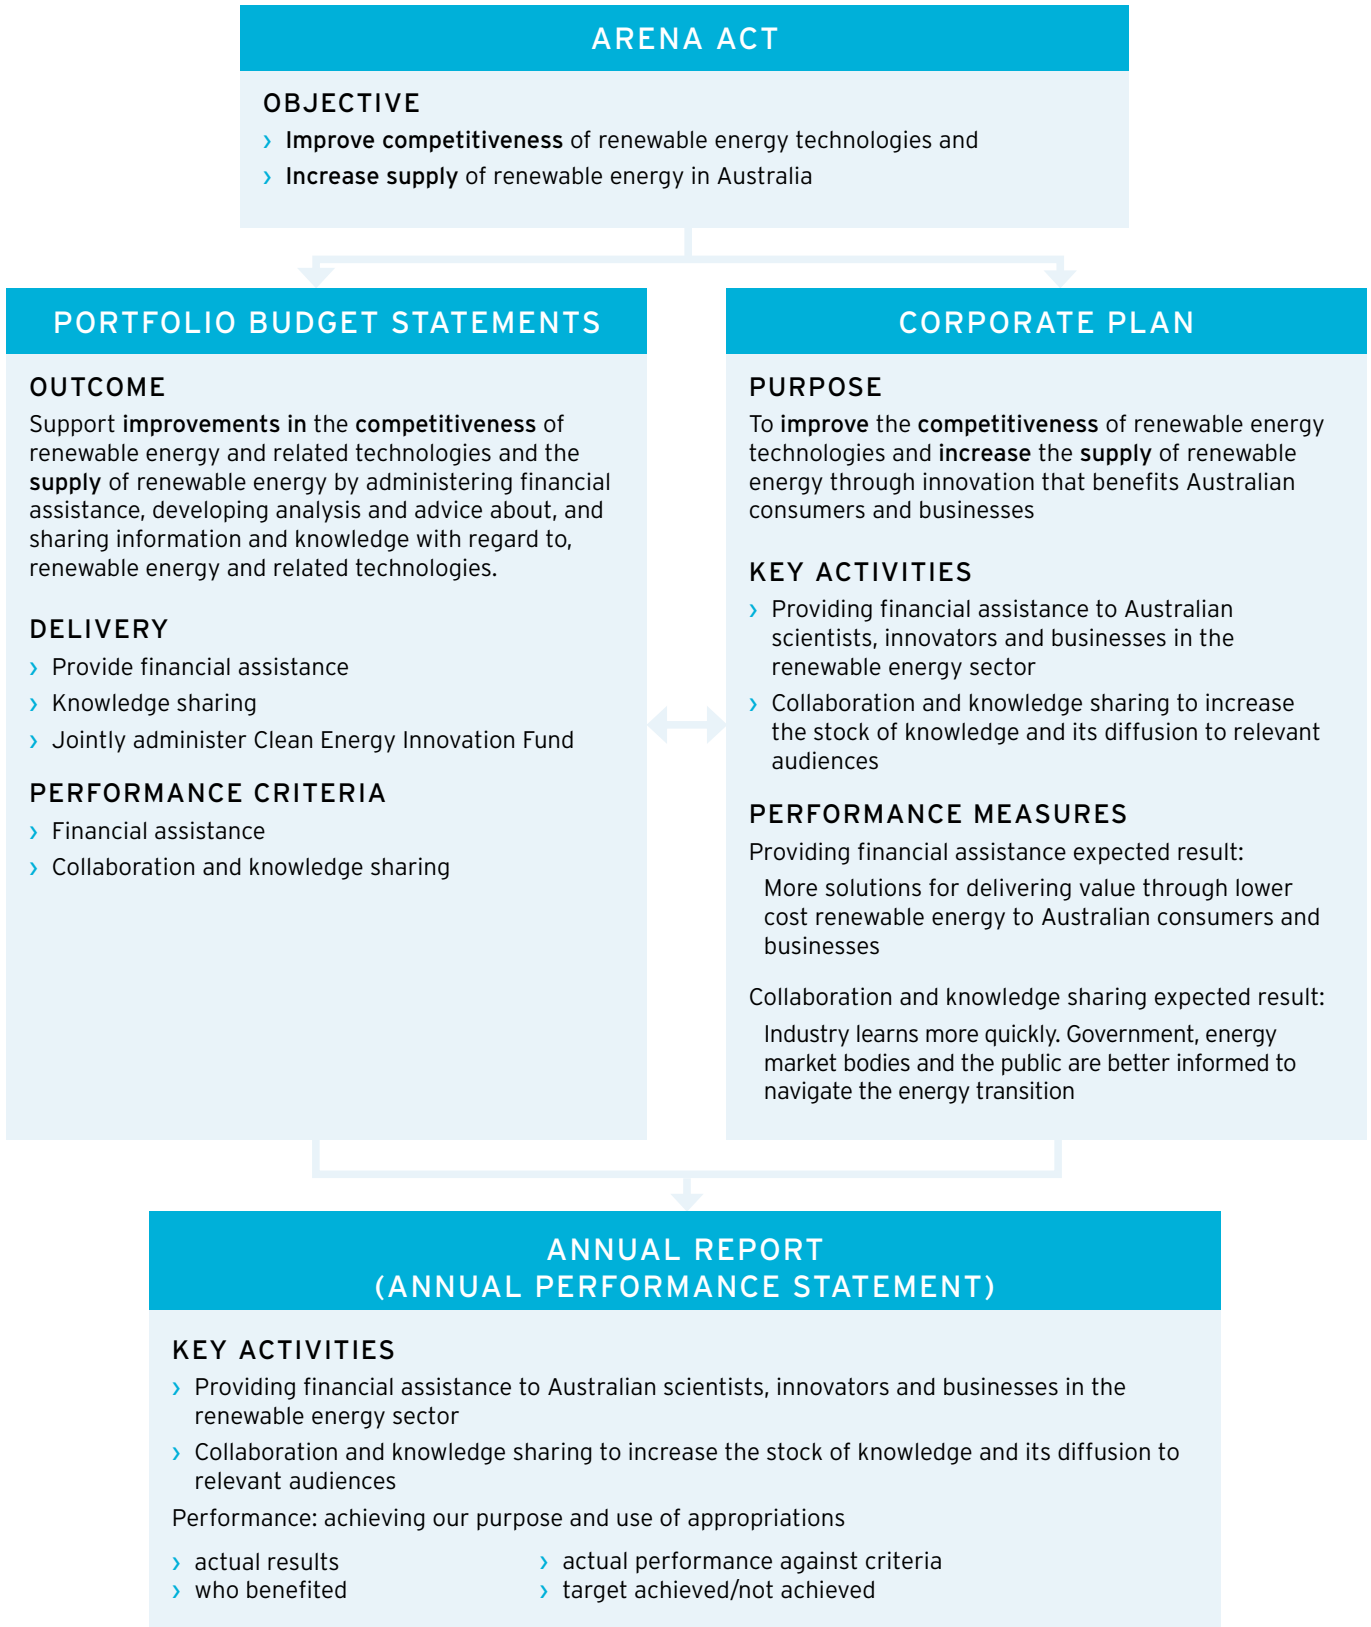 ARENA ACT
OBJECTIVE
› Improve competitiveness of renewable energy technologies and
› Increase supply of renewable energy in Australia
PORTFOLIO BUDGET STATEMENTS
OUTCOME
Support improvements in the competitiveness of
renewable energy and related technologies and the
supply of renewable energy by administering financial
assistance, developing analysis and advice about, and
sharing information and knowledge with regard to,
renewable energy and related technologies.
DELIVERY
› Provide financial assistance
› Knowledge sharing
› Jointly administer Clean Energy Innovation Fund
PERFORMANCE CRITERIA
› Financial assistance
› Collaboration and knowledge sharing
CORPORATE PLAN
PURPOSE
To improve the competitiveness of renewable energy
technologies and increase the supply of renewable
energy through innovation that benefits Australian
consumers and businesses
KEY ACTIVITIES
› Providing financial assistance to Australian
scientists, innovators and businesses in the
renewable energy sector
› Collaboration and knowledge sharing to increase
the stock of knowledge and its diffusion to relevant
audiences
PERFORMANCE MEASURES
Providing financial assistance expected result:
More solutions for delivering value through lower
cost renewable energy to Australian consumers and
businesses
Collaboration and knowledge sharing expected result:
Industry learns more quickly. Government, energy
market bodies and the public are better informed to
navigate the energy transition
ANNUAL REPORT
(ANNUAL PERFORMANCE STATEMENT)
KEY ACTIVITIES
› Providing financial assistance to Australian scientists, innovators and businesses in the
renewable energy sector
› Collaboration and knowledge sharing to increase the stock of knowledge and its diffusion to
relevant audiences
Performance: achieving our purpose and use of appropriations
› actual results
› who benefited
› actual performance against criteria
› target achieved/not achieved